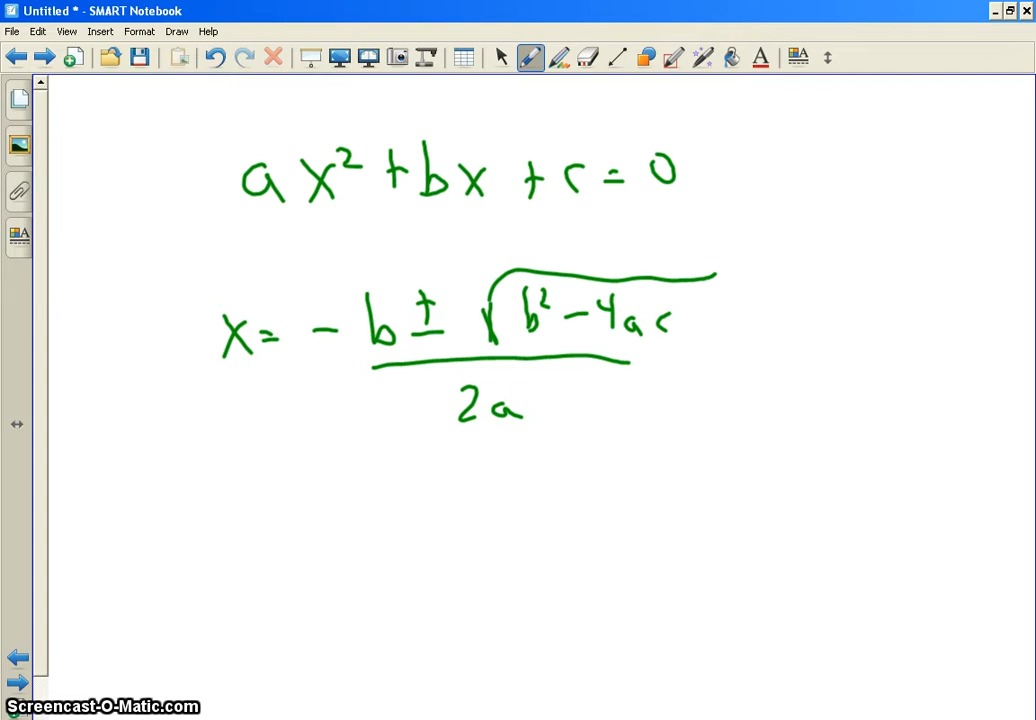 Untitled * - SMART Notebook
File Edit View Insert Format Draw Help
ax² + bx + c = 0
x = - b ± √b² - 4ac
2a
Screencast-O-Matic.com